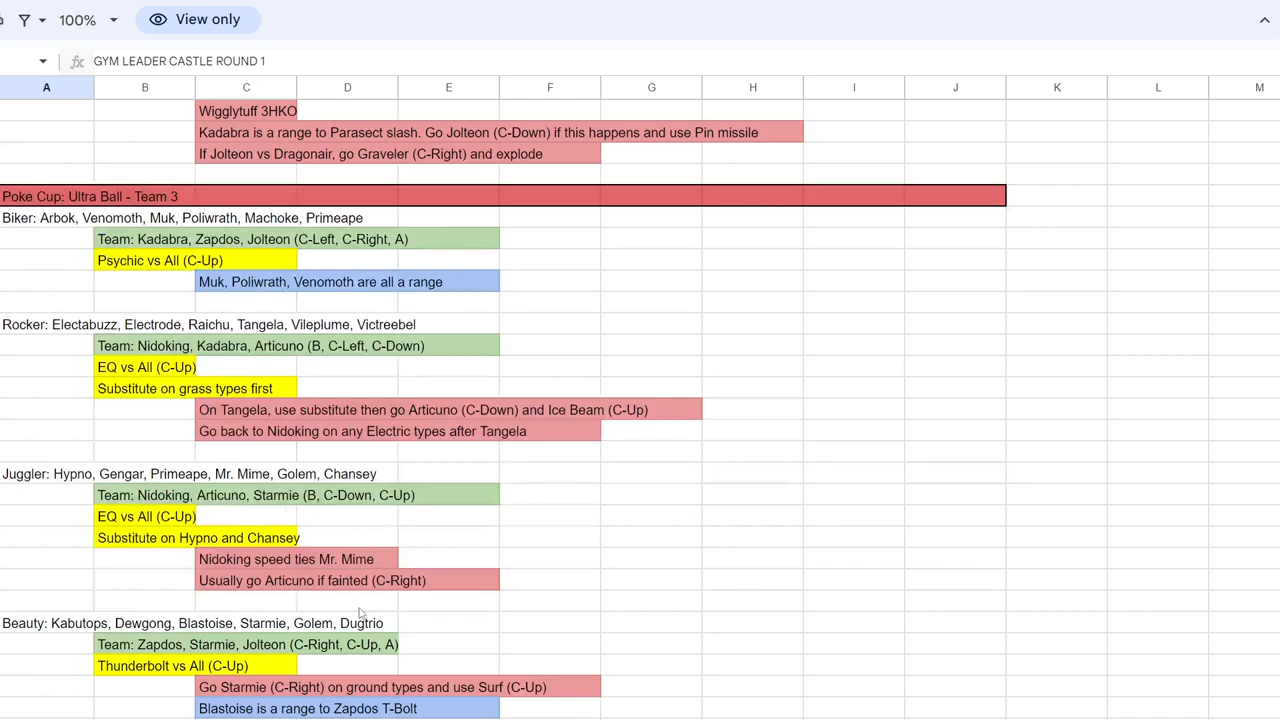 100%
View only
fx GYM LEADER CASTLE ROUND 1
A B C D E F G H I J K L M
Wigglytuff 3HKO
Kadabra is a range to Parasect slash. Go Jolteon (C-Down) if this happens and use Pin missile
If Jolteon vs Dragonair, go Graveler (C-Right) and explode
Poke Cup: Ultra Ball - Team 3
Biker: Arbok, Venomoth, Muk, Poliwrath, Machoke, Primeape
Team: Kadabra, Zapdos, Jolteon (C-Left, C-Right, A)
Psychic vs All (C-Up)
Muk, Poliwrath, Venomoth are all a range
Rocker: Electabuzz, Electrode, Raichu, Tangela, Vileplume, Victreebel
Team: Nidoking, Kadabra, Articuno (B, C-Left, C-Down)
EQ vs All (C-Up)
Substitute on grass types first
On Tangela, use substitute then go Articuno (C-Down) and Ice Beam (C-Up)
Go back to Nidoking on any Electric types after Tangela
Juggler: Hypno, Gengar, Primeape, Mr. Mime, Golem, Chansey
Team: Nidoking, Articuno, Starmie (B, C-Down, C-Up)
EQ vs All (C-Up)
Substitute on Hypno and Chansey
Nidoking speed ties Mr. Mime
Usually go Articuno if fainted (C-Right)
Beauty: Kabutops, Dewgong, Blastoise, Starmie, Golem, Dugtrio
Team: Zapdos, Starmie, Jolteon (C-Right, C-Up, A)
Thunderbolt vs All (C-Up)
Go Starmie (C-Right) on ground types and use Surf (C-Up)
Blastoise is a range to Zapdos T-Bolt